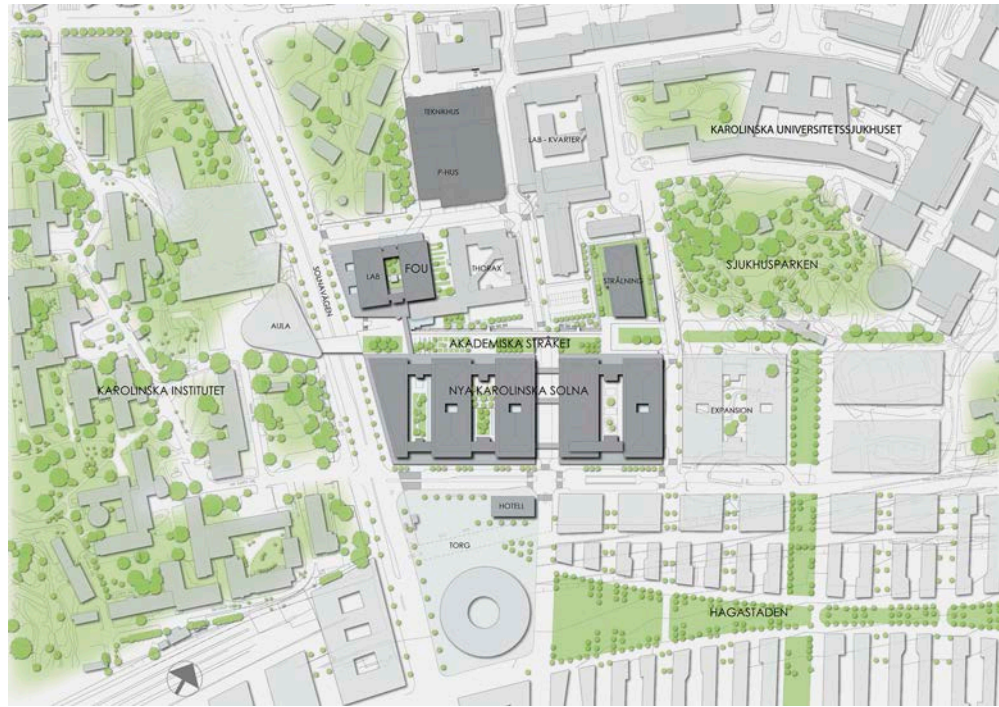 TEKNIKHUS
LAB - KVARTER
KAROLINSKA UNIVERSITETSSJUKHUSET
P-HUS
SJUKHUSPARKEN
FOU
LAB
THORAX
STRÅLNING
SOLNAVÄGEN
AULA
AKADEMISKA STRÅKET
KAROLINSKA INSTITUTET
NYA KAROLINSKA SOLNA
EXPANSION
HOTELL
TORG
HAGASTADEN